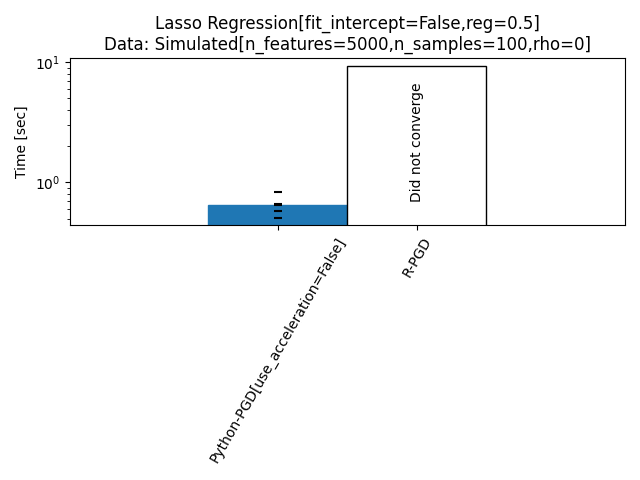 Lasso Regression[fit_intercept=False,reg=0.5]
Data: Simulated[n_features=5000,n_samples=100,rho=0]
Time [sec]
10¹
10⁰
Did not converge
Python-PGD[use_acceleration=False]
R-PGD